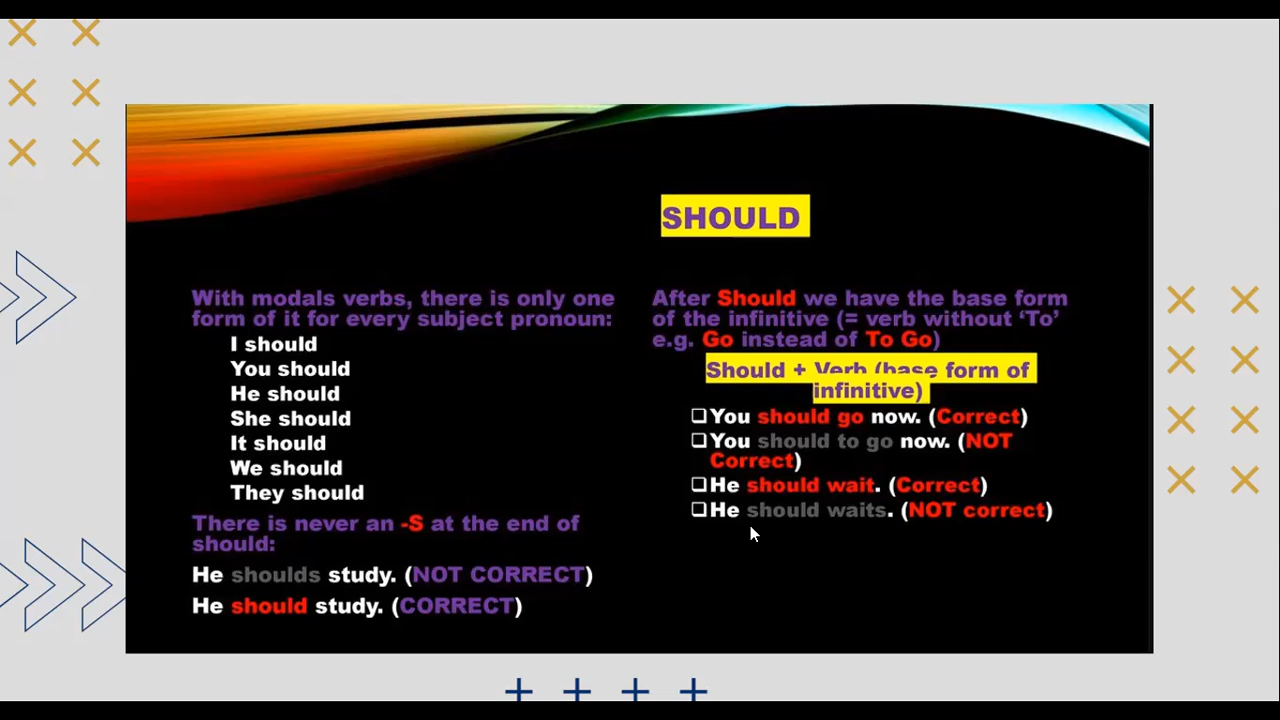 SHOULD
With modals verbs, there is only one
form of it for every subject pronoun:
I should
You should
He should
She should
It should
We should
They should
There is never an -S at the end of
should:
He shoulds study. (NOT CORRECT)
He should study. (CORRECT)
After Should we have the base form
of the infinitive (= verb without ‘To’
e.g. Go instead of To Go)
Should + Verb (base form of
infinitive)
You should go now. (Correct)
You should to go now. (NOT
Correct)
He should wait. (Correct)
He should waits. (NOT correct)